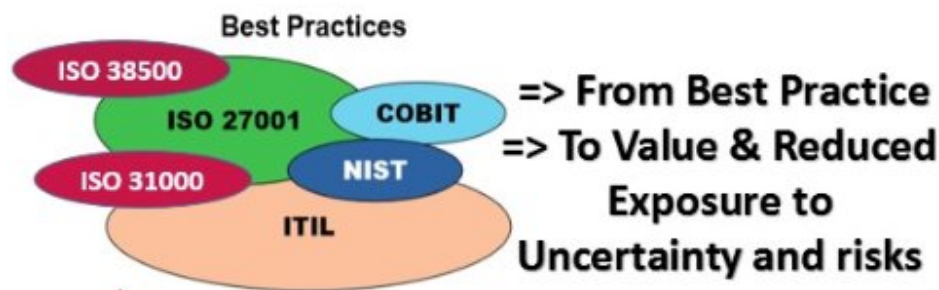 Best Practices
ISO 38500
ISO 27001
COBIT
NIST
ISO 31000
ITIL
=> From Best Practice
=> To Value & Reduced
Exposure to
Uncertainty and risks